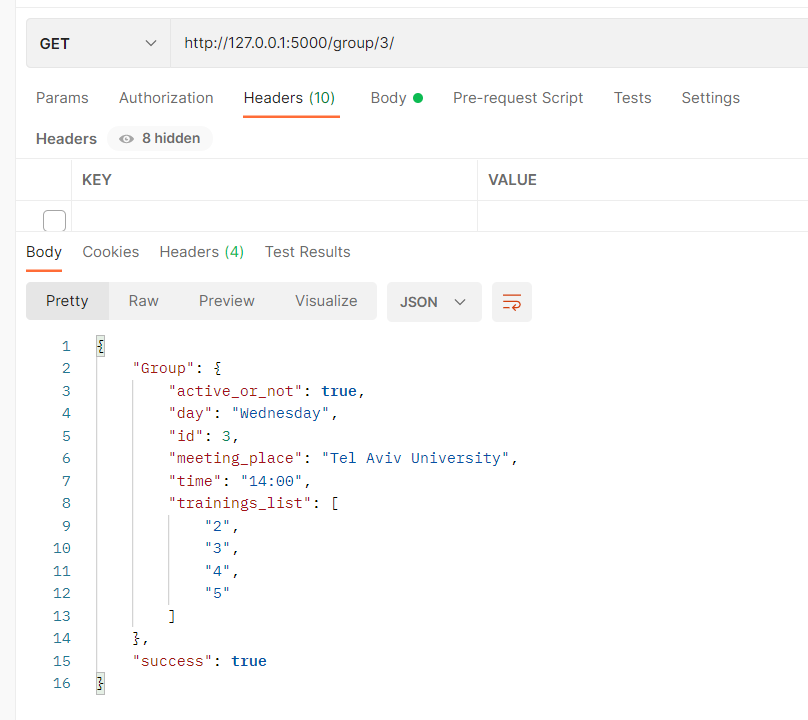 GET http://127.0.0.1:5000/group/3/
Params Authorization Headers (10) Body Pre-request Script Tests Settings
Headers 8 hidden
KEY VALUE
Body Cookies Headers (4) Test Results
Pretty Raw Preview Visualize JSON
1 {
2 "Group": {
3 "active_or_not": true,
4 "day": "Wednesday",
5 "id": 3,
6 "meeting_place": "Tel Aviv University",
7 "time": "14:00",
8 "trainings_list": [
9 "2",
10 "3",
11 "4",
12 "5"
13 ]
14 },
15 "success": true
16 }